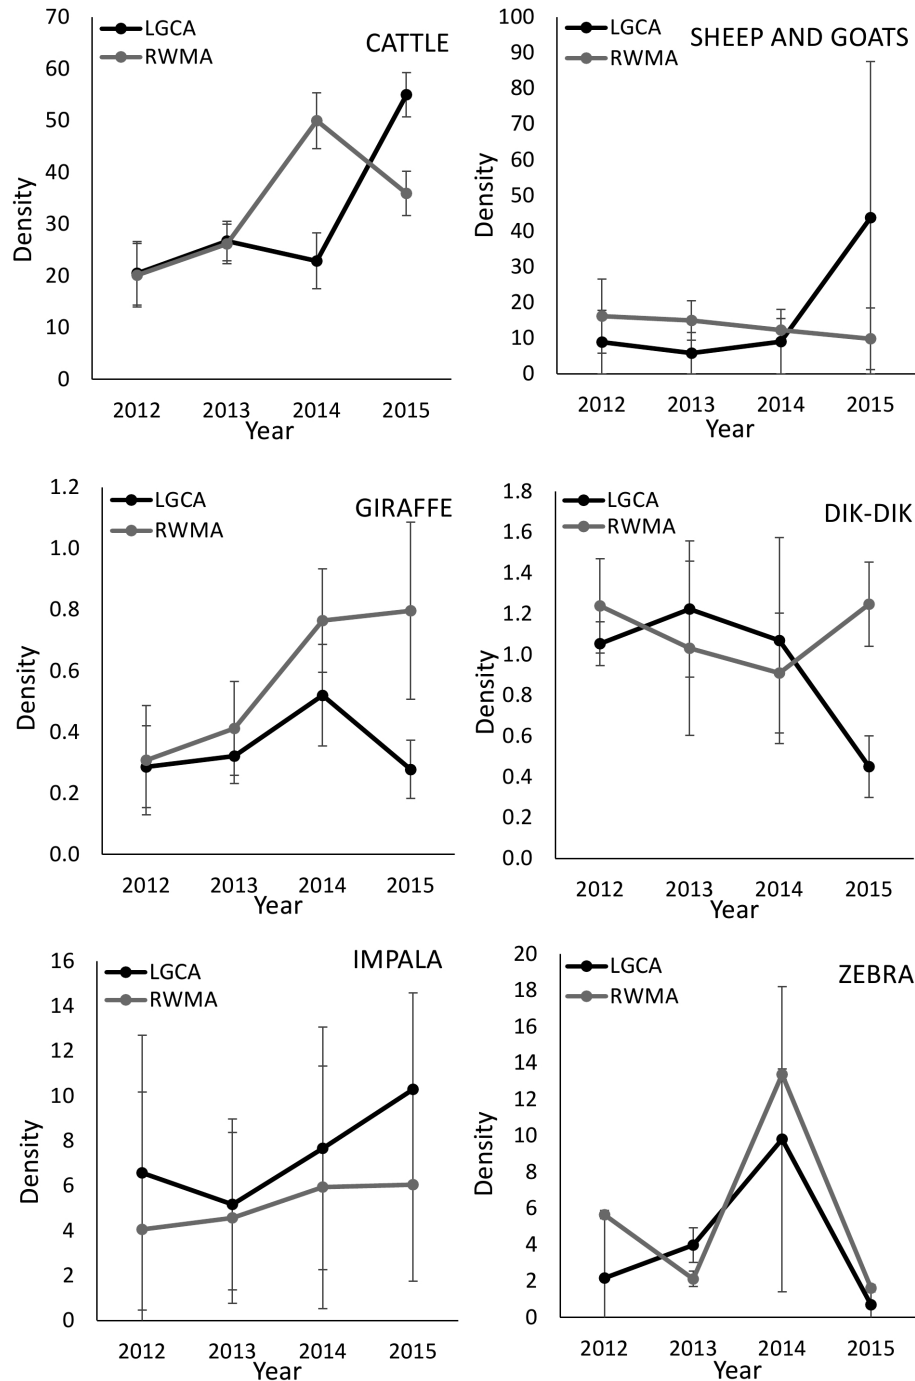 LGCA
RWMA
CATTLE
70
60
50
40
30
20
10
0
Density
2012 2013 2014 2015
Year
LGCA
RWMA
SHEEP AND GOATS
100
90
80
70
60
50
40
30
20
10
0
Density
2012 2013 2014 2015
Year
LGCA
RWMA
GIRAFFE
1.2
1.0
0.8
0.6
0.4
0.2
0.0
Density
2012 2013 2014 2015
Year
LGCA
RWMA
DIK-DIK
1.8
1.6
1.4
1.2
1.0
0.8
0.6
0.4
0.2
0.0
Density
2012 2013 2014 2015
Year
LGCA
RWMA
IMPALA
16
14
12
10
8
6
4
2
0
Density
2012 2013 2014 2015
Year
LGCA
RWMA
ZEBRA
20
18
16
14
12
10
8
6
4
2
0
Density
2012 2013 2014 2015
Year